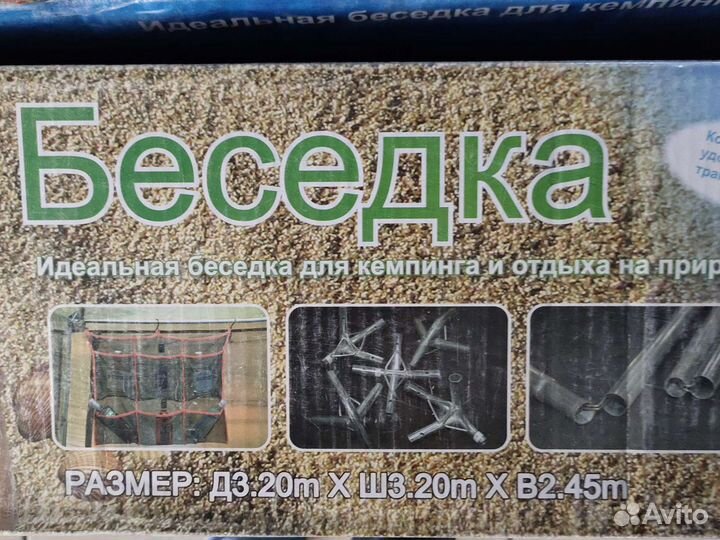 Идеальная беседка для кемпинг
Беседка
Идеальная беседка для кемпинга и отдыха на прир
РАЗМЕР: Д3.20m X Ш3.20m X В2.45m
Avito